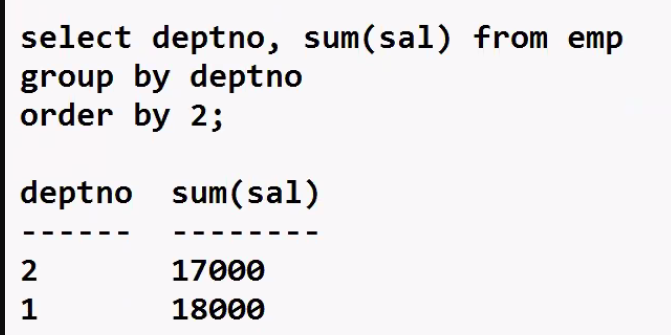 select deptno, sum(sal) from emp
group by deptno
order by 2;
deptno sum(sal)
------ --------
2 17000
1 18000